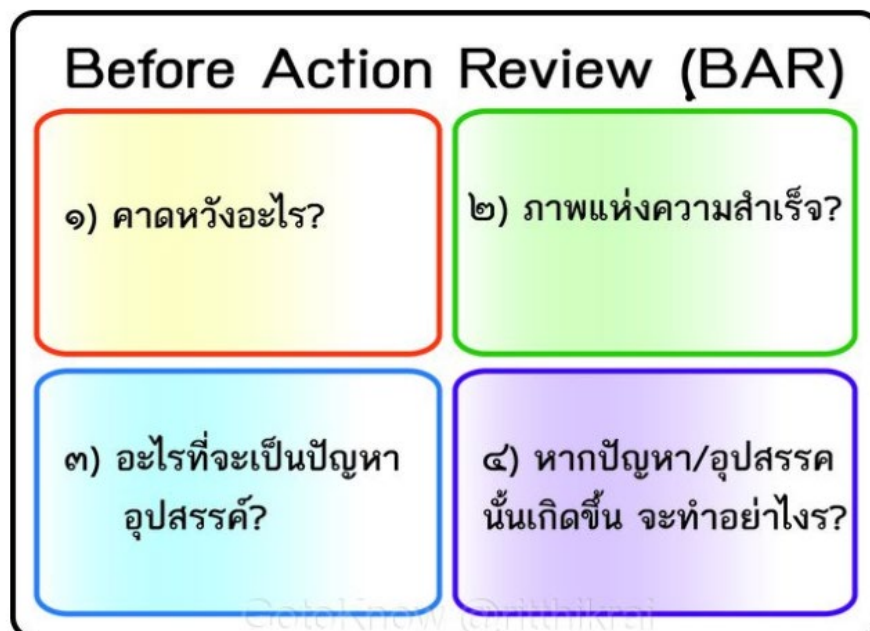 Before Action Review (BAR)
๑) คาดหวังอะไร?
๒) ภาพแห่งความสำเร็จ?
๓) อะไรที่จะเป็นปัญหา
อุปสรรค์?
๔) หากปัญหา/อุปสรรค
นั้นเกิดขึ้น จะทำอย่างไงร?
GotoKnow @ritthikrai